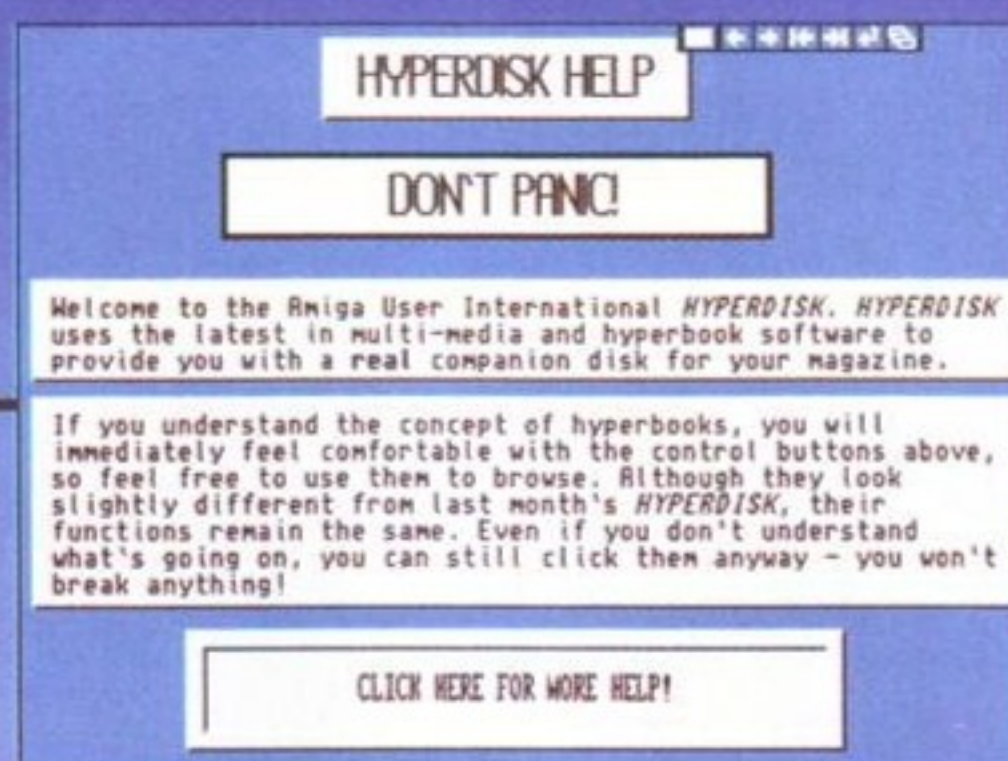 HYPERDISK HELP
DON'T PANIC!
Welcome to the Amiga User International HYPERDISK. HYPERDISK
uses the latest in multi-media and hyperbook software to
provide you with a real companion disk for your magazine.
If you understand the concept of hyperbooks, you will
immediately feel comfortable with the control buttons above,
so feel free to use them to browse. Although they look
slightly different from last month's HYPERDISK, their
functions remain the same. Even if you don't understand
what's going on, you can still click them anyway - you won't
break anything!
CLICK HERE FOR MORE HELP!